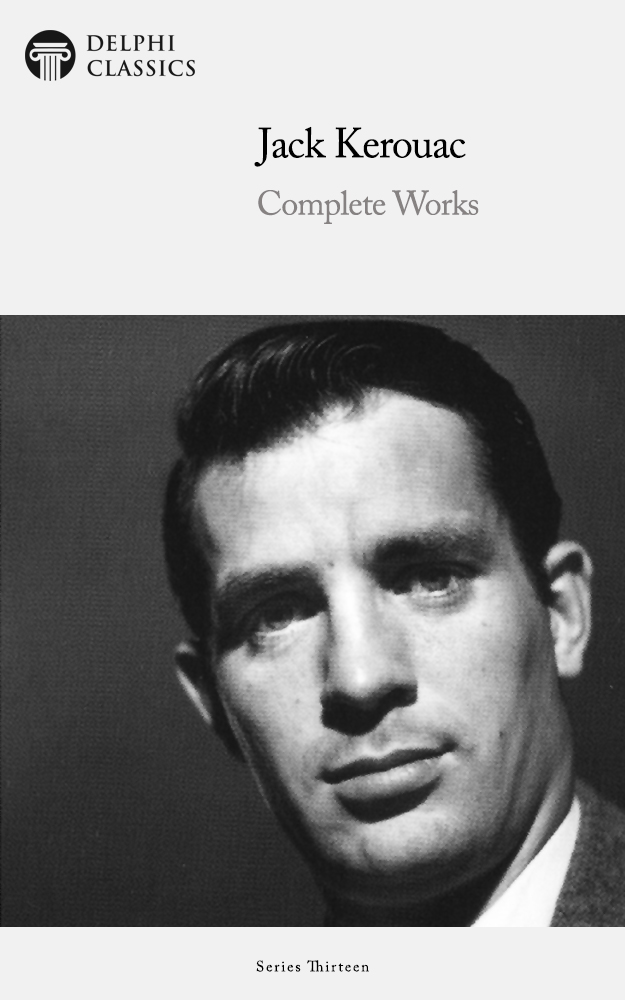 DELPHI
CLASSICS
Jack Kerouac
Complete Works
Series Thirteen